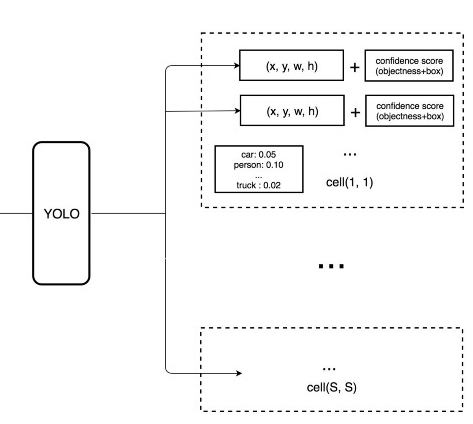 (x, y, w, h) + confidence score
(objectness+box)
(x, y, w, h) + confidence score
(objectness+box)
car: 0.05
person: 0.10
...
truck : 0.02
...
cell(1, 1)
YOLO
...
...
cell(S, S)